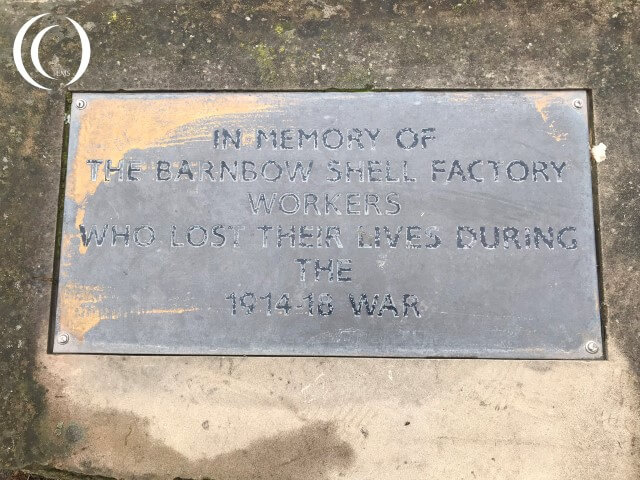 IN MEMORY OF
THE BARNBOW SHELL FACTORY
WORKERS
WHO LOST THEIR LIVES DURING
THE
1914-18 WAR